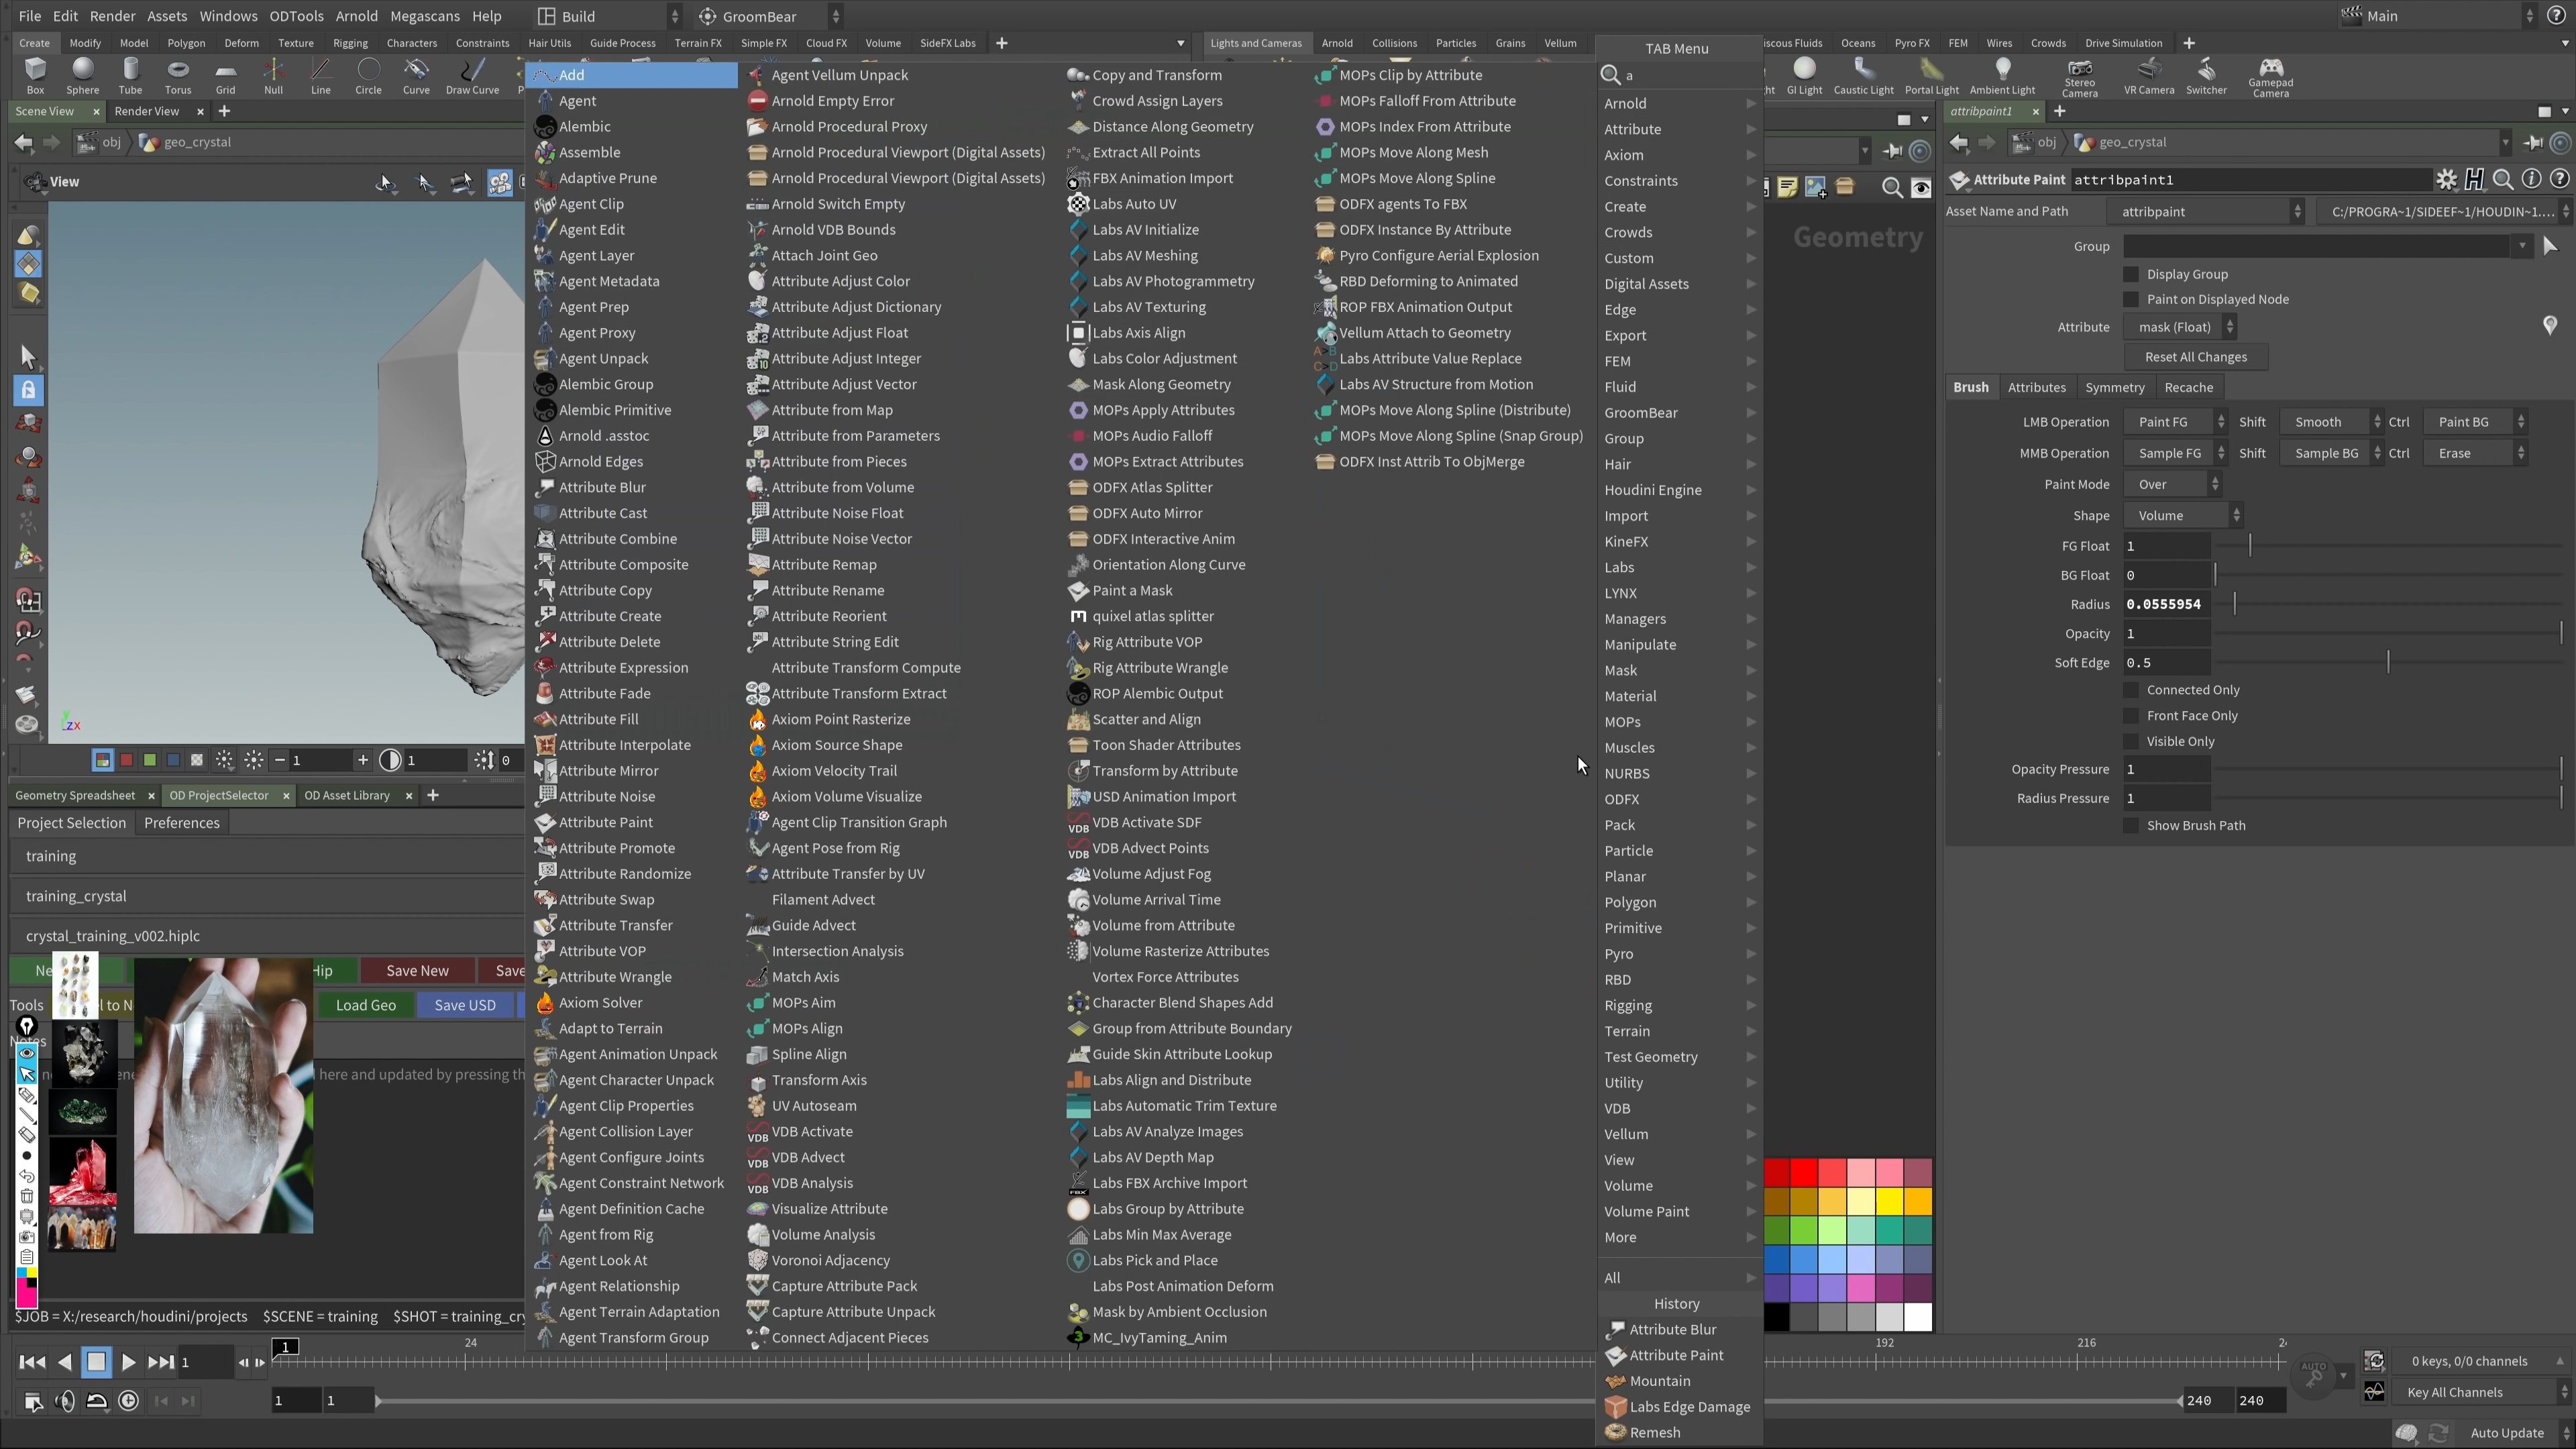 File Edit Render Assets Windows ODTools Arnold Megascans Help Build GroomBear Main
Create Modify Model Polygon Deform Texture Rigging Characters Constraints Hair Utils Guide Process Terrain FX Simple FX Cloud FX Volume SideFX Labs
Lights and Cameras Arnold Collisions Particles Grains Vellum
Oceans Pyro FX FEM Wires Crowds Drive Simulation
Box Sphere Tube Torus Grid Null Line Circle Curve Draw Curve
GI Light Caustic Light Portal Light Ambient Light Stereo Camera VR Camera Switcher Gamepad Camera
Scene View Render View
obj geo_crystal
View
Add
Agent
Alembic
Assemble
Adaptive Prune
Agent Clip
Agent Edit
Agent Layer
Agent Metadata
Agent Prep
Agent Proxy
Agent Unpack
Alembic Group
Alembic Primitive
Arnold .asstoc
Arnold Edges
Attribute Blur
Attribute Cast
Attribute Combine
Attribute Composite
Attribute Copy
Attribute Create
Attribute Delete
Attribute Expression
Attribute Fade
Attribute Fill
Attribute Interpolate
Attribute Mirror
Attribute Noise
Attribute Paint
Attribute Promote
Attribute Randomize
Attribute Swap
Attribute Transfer
Attribute VOP
Attribute Wrangle
Axiom Solver
Adapt to Terrain
Agent Animation Unpack
Agent Character Unpack
Agent Clip Properties
Agent Collision Layer
Agent Configure Joints
Agent Constraint Network
Agent Definition Cache
Agent from Rig
Agent Look At
Agent Relationship
Agent Terrain Adaptation
Agent Transform Group
Agent Vellum Unpack
Arnold Empty Error
Arnold Procedural Proxy
Arnold Procedural Viewport (Digital Assets)
Arnold Procedural Viewport (Digital Assets)
Arnold Switch Empty
Arnold VDB Bounds
Attach Joint Geo
Attribute Adjust Color
Attribute Adjust Dictionary
Attribute Adjust Float
Attribute Adjust Integer
Attribute Adjust Vector
Attribute from Map
Attribute from Parameters
Attribute from Pieces
Attribute from Volume
Attribute Noise Float
Attribute Noise Vector
Attribute Remap
Attribute Rename
Attribute Reorient
Attribute String Edit
Attribute Transform Compute
Attribute Transform Extract
Axiom Point Rasterize
Axiom Source Shape
Axiom Velocity Trail
Axiom Volume Visualize
Agent Clip Transition Graph
Agent Pose from Rig
Attribute Transfer by UV
Filament Advect
Guide Advect
Intersection Analysis
Match Axis
MOPs Aim
MOPs Align
Spline Align
Transform Axis
UV Autoseam
VDB Activate
VDB Advect
VDB Analysis
Visualize Attribute
Volume Analysis
Voronoi Adjacency
Capture Attribute Pack
Capture Attribute Unpack
Connect Adjacent Pieces
Copy and Transform
Crowd Assign Layers
Distance Along Geometry
Extract All Points
FBX Animation Import
Labs Auto UV
Labs AV Initialize
Labs AV Meshing
Labs AV Photogrammetry
Labs AV Texturing
Labs Axis Align
Labs Color Adjustment
Mask Along Geometry
MOPs Apply Attributes
MOPs Audio Falloff
MOPs Extract Attributes
ODFX Atlas Splitter
ODFX Auto Mirror
ODFX Interactive Anim
Orientation Along Curve
Paint a Mask
quixel atlas splitter
Rig Attribute VOP
Rig Attribute Wrangle
ROP Alembic Output
Scatter and Align
Toon Shader Attributes
Transform by Attribute
USD Animation Import
VDB Activate SDF
VDB Advect Points
Volume Adjust Fog
Volume Arrival Time
Volume from Attribute
Volume Rasterize Attributes
Vortex Force Attributes
Character Blend Shapes Add
Group from Attribute Boundary
Guide Skin Attribute Lookup
Labs Align and Distribute
Labs Automatic Trim Texture
Labs AV Analyze Images
Labs AV Depth Map
Labs FBX Archive Import
Labs Group by Attribute
Labs Min Max Average
Labs Pick and Place
Labs Post Animation Deform
Mask by Ambient Occlusion
MC_IvyTaming_Anim
MOPs Clip by Attribute
MOPs Falloff From Attribute
MOPs Index From Attribute
MOPs Move Along Mesh
MOPs Move Along Spline
ODFX agents To FBX
ODFX Instance By Attribute
Pyro Configure Aerial Explosion
RBD Deforming to Animated
ROP FBX Animation Output
Vellum Attach to Geometry
Labs Attribute Value Replace
Labs AV Structure from Motion
MOPs Move Along Spline (Distribute)
MOPs Move Along Spline (Snap Group)
ODFX Inst Attrib To ObjMerge
TAB Menu
a
Arnold
Attribute
Axiom
Constraints
Create
Crowds
Custom
Digital Assets
Edge
Export
FEM
Fluid
GroomBear
Group
Hair
Houdini Engine
Import
KineFX
Labs
LYNX
Managers
Manipulate
Mask
Material
MOPs
Muscles
NURBS
ODFX
Pack
Particle
Planar
Polygon
Primitive
Pyro
RBD
Rigging
Terrain
Test Geometry
Utility
VDB
Vellum
View
Volume
Volume Paint
More
All
History
Attribute Blur
Attribute Paint
Mountain
Labs Edge Damage
Remesh
Geometry
attribpaint1
obj geo_crystal
Attribute Paint attribpaint1
Asset Name and Path attribpaint C:/PROGRA~1/SIDEEF~1/HOUDIN~1....
Group
Display Group
Paint on Displayed Node
Attribute mask (Float)
Reset All Changes
Brush Attributes Symmetry Recache
LMB Operation Paint FG Shift Smooth Ctrl Paint BG
MMB Operation Sample FG Shift Sample BG Ctrl Erase
Paint Mode Over
Shape Volume
FG Float 1
BG Float 0
Radius 0.0555954
Opacity 1
Soft Edge 0.5
Connected Only
Front Face Only
Visible Only
Opacity Pressure 1
Radius Pressure 1
Show Brush Path
1 1 0
Geometry Spreadsheet OD ProjectSelector OD Asset Library
Project Selection Preferences
training
training_crystal
crystal_training_v002.hiplc
Save New
Tools Load Geo Save USD
here and updated by pressing
$JOB = X:/research/houdini/projects $SCENE = training
1 1 24 192 216
1 1 240 240
0 keys, 0/0 channels
Key All Channels
AUTO
Auto Update